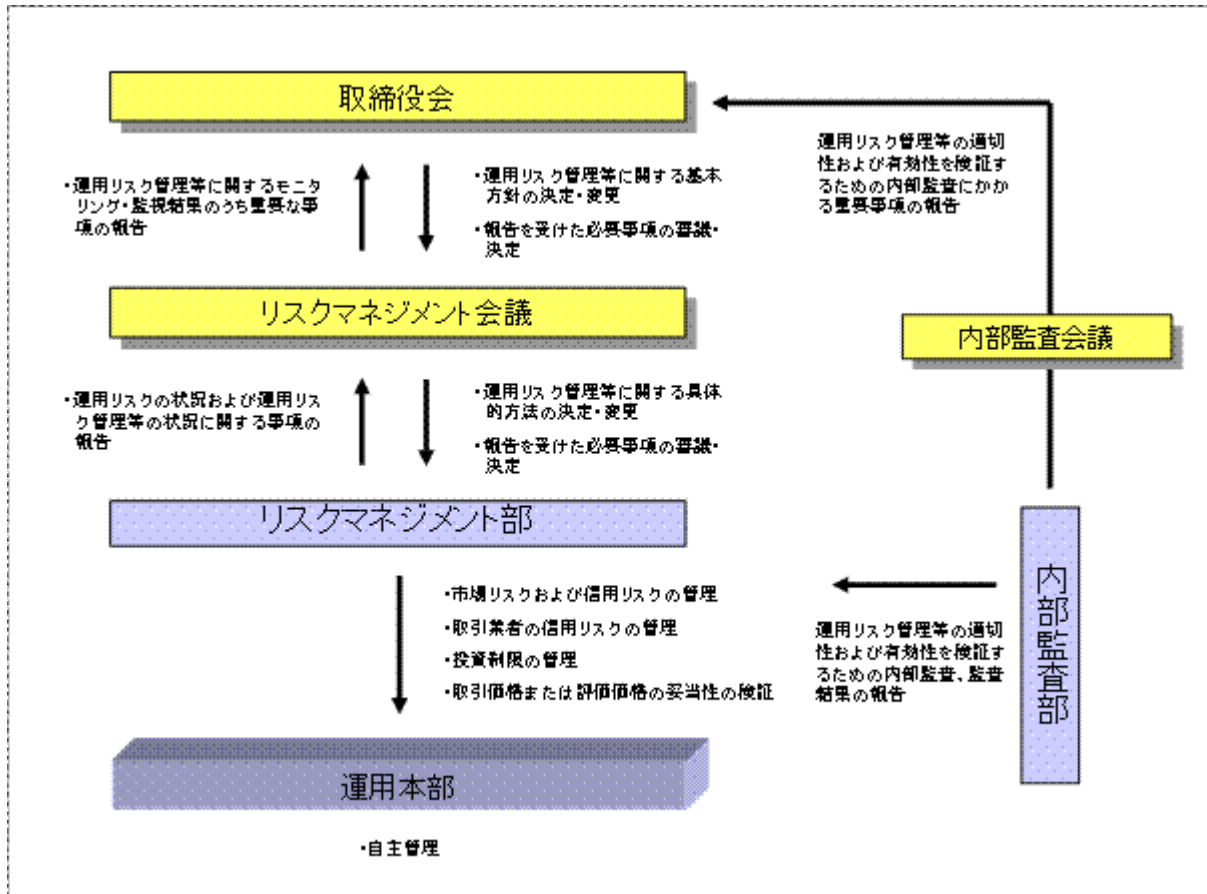 取締役会
・運用リスク管理等に関するモニタ
リング・監視結果のうち重要な事
項の報告
・運用リスク管理等に関する基本
方針の決定・変更
・報告を受けた必要事項の審議・
決定
運用リスク管理等の適切
性および有効性を検証す
るための内部監査にかか
る重要事項の報告
リスクマネジメント会議
内部監査会議
・運用リスクの状況および運用リス
ク管理等の状況に関する事項の
報告
・運用リスク管理等に関する具体
的方法の決定・変更
・報告を受けた必要事項の審議・
決定
リスクマネジメント部
・市場リスクおよび信用リスクの管理
・取引業者の信用リスクの管理
・投資制限の管理
・取引価格または評価価格の妥当性の検証
運用リスク管理等の適切
性および有効性を検証す
るための内部監査、監査
結果の報告
内部監査部
運用本部
・自主管理